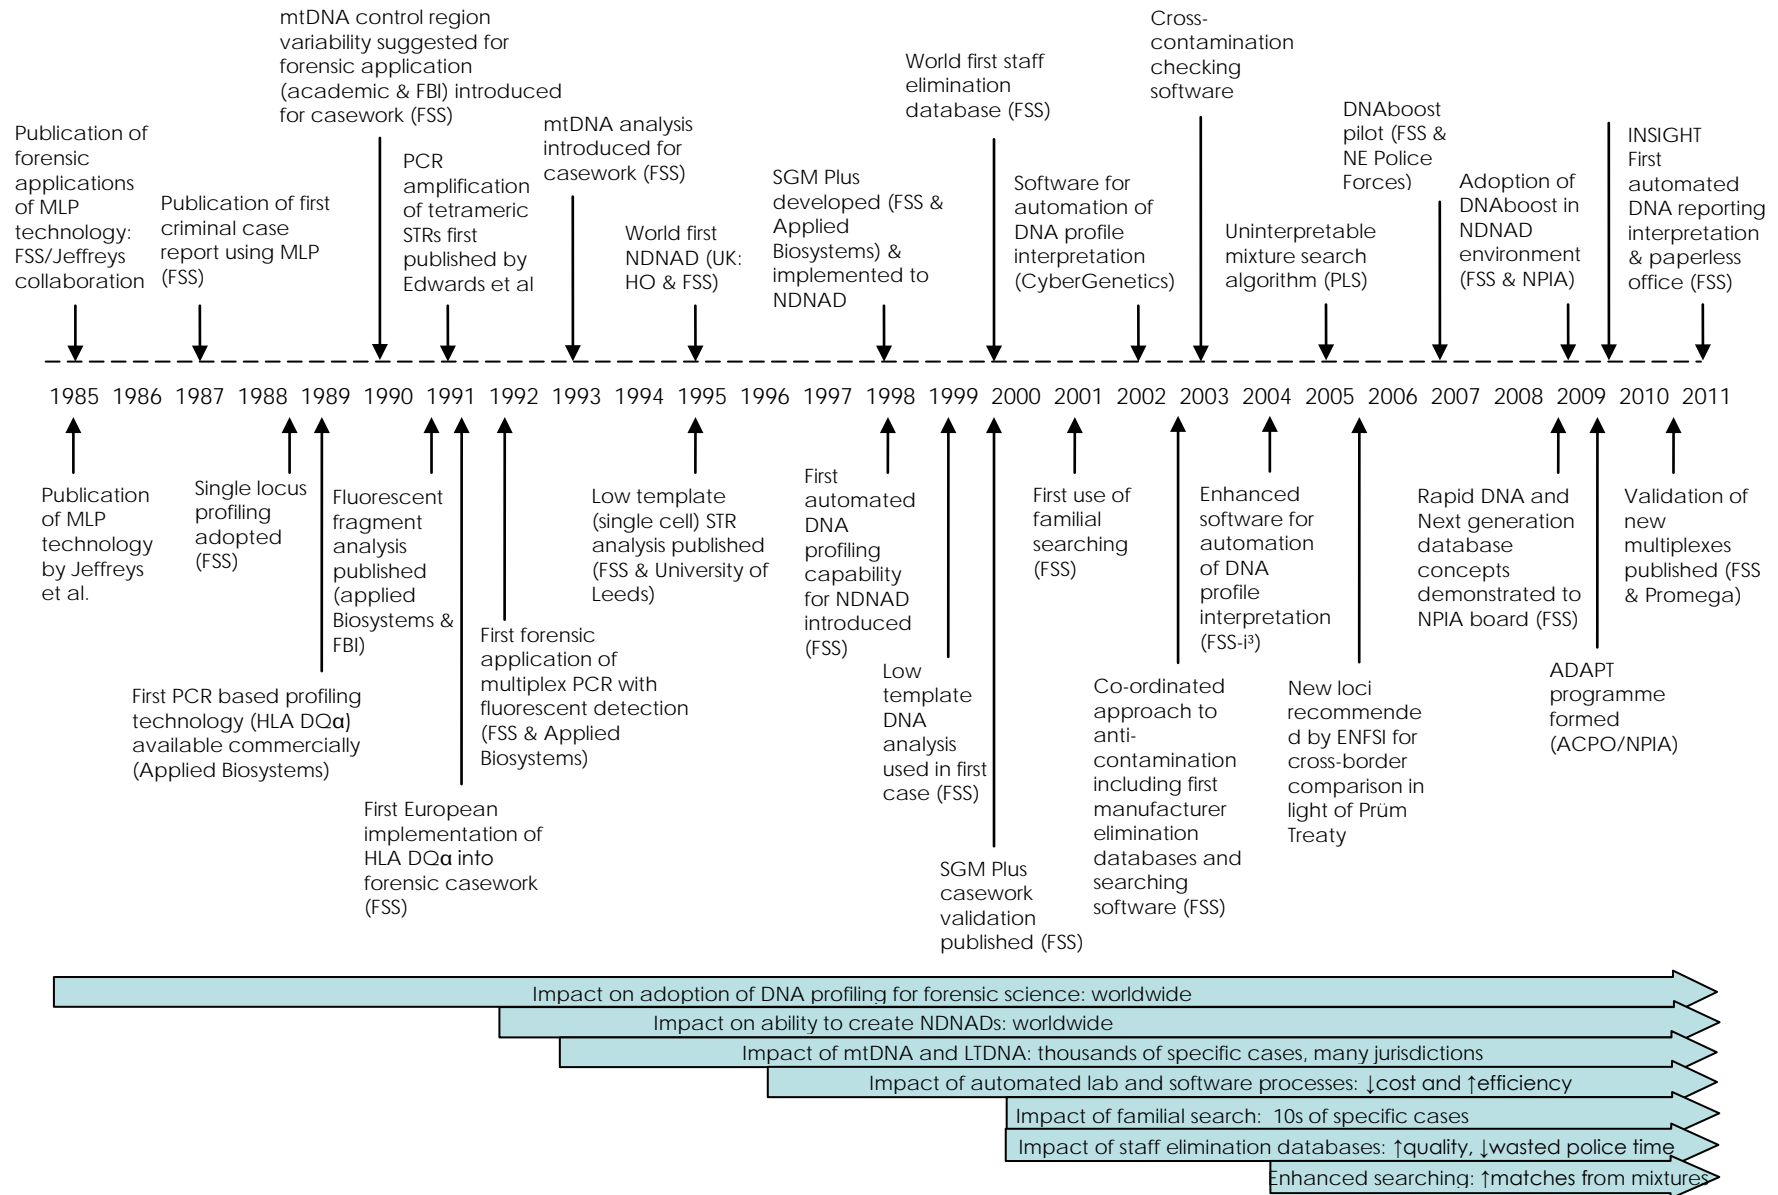 mtDNA control region
variability suggested for
forensic application
(academic & FBI) introduced
for casework (FSS)
Cross-
contamination
checking
software
World first staff
elimination
database (FSS)
Publication of
forensic
applications
of MLP
technology:
FSS/Jeffreys
collaboration
Publication of first
criminal case
report using MLP
(FSS)
PCR
amplification
of tetrameric
STRs first
published by
Edwards et al
mtDNA analysis
introduced for
casework (FSS)
World first
NDNAD (UK:
HO & FSS)
SGM Plus
developed (FSS &
Applied
Biosystems) &
implemented to
NDNAD
Software for
automation of
DNA profile
interpretation
(CyberGenetics)
Uninterpretable
mixture search
algorithm (PLS)
DNAboost
pilot (FSS &
NE Police
Forces)
Adoption of
DNAboost in
NDNAD
environment
(FSS & NPIA)
INSIGHT
First
automated
DNA reporting
interpretation
& paperless
office (FSS)
1985 1986 1987 1988 1989 1990 1991 1992 1993 1994 1995 1996 1997 1998 1999 2000 2001 2002 2003 2004 2005 2006 2007 2008 2009 2010 2011
Publication
of MLP
technology
by Jeffreys
et al.
Single locus
profiling
adopted
(FSS)
First PCR based profiling
technology (HLA DQα)
available commercially
(Applied Biosystems)
Fluorescent
fragment
analysis
published
(applied
Biosystems &
FBI)
First European
implementation of
HLA DQα into
forensic casework
(FSS)
First forensic
application of
multiplex PCR with
fluorescent detection
(FSS & Applied
Biosystems)
Low template
(single cell) STR
analysis published
(FSS & University of
Leeds)
First
automated
DNA
profiling
capability
for NDNAD
introduced
(FSS)
Low
template
DNA
analysis
used in first
case (FSS)
SGM Plus
casework
validation
published (FSS)
First use of
familial
searching
(FSS)
Co-ordinated
approach to
anti-
contamination
including first
manufacturer
elimination
databases and
searching
software (FSS)
Enhanced
software for
automation
of DNA
profile
interpretation
(FSS-i³)
New loci
recommende
d by ENFSI for
cross-border
comparison in
light of Prüm
Treaty
Rapid DNA and
Next generation
database
concepts
demonstrated to
NPIA board (FSS)
ADAPT
programme
formed
(ACPO/NPIA)
Validation of
new
multiplexes
published (FSS
& Promega)
Impact on adoption of DNA profiling for forensic science: worldwide
Impact on ability to create NDNADs: worldwide
Impact of mtDNA and LTDNA: thousands of specific cases, many jurisdictions
Impact of automated lab and software processes: ↓cost and ↑efficiency
Impact of familial search: 10s of specific cases
Impact of staff elimination databases: ↑quality, ↓wasted police time
Enhanced searching: ↑matches from mixtures